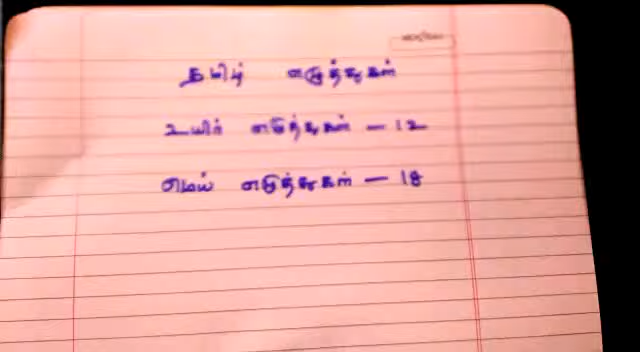 தமிழ் எழுத்துகள்
உயிர் எழுத்துகள் — 12
மெய் எழுத்துகள் — 18